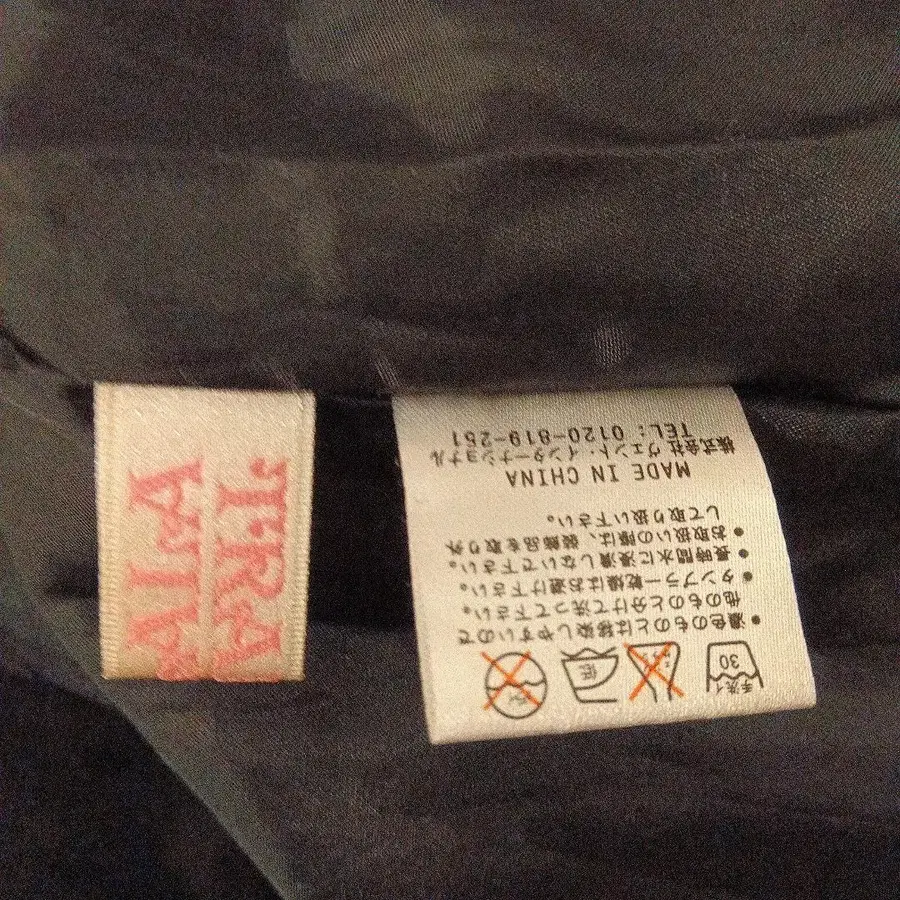 手洗イ
30
低
● 濃色のものとは移染しやすいので
他のものと分けて洗って下さい。
● タンブラー乾燥はお避け下さい。
● 長時間水に浸漬しないで下さい。
● お取扱いの際は、装飾品を取り外
して取り扱い下さい。
MADE IN CHINA
株式会社 ヴェント・インターナショナル
TEL: 0120-819-251